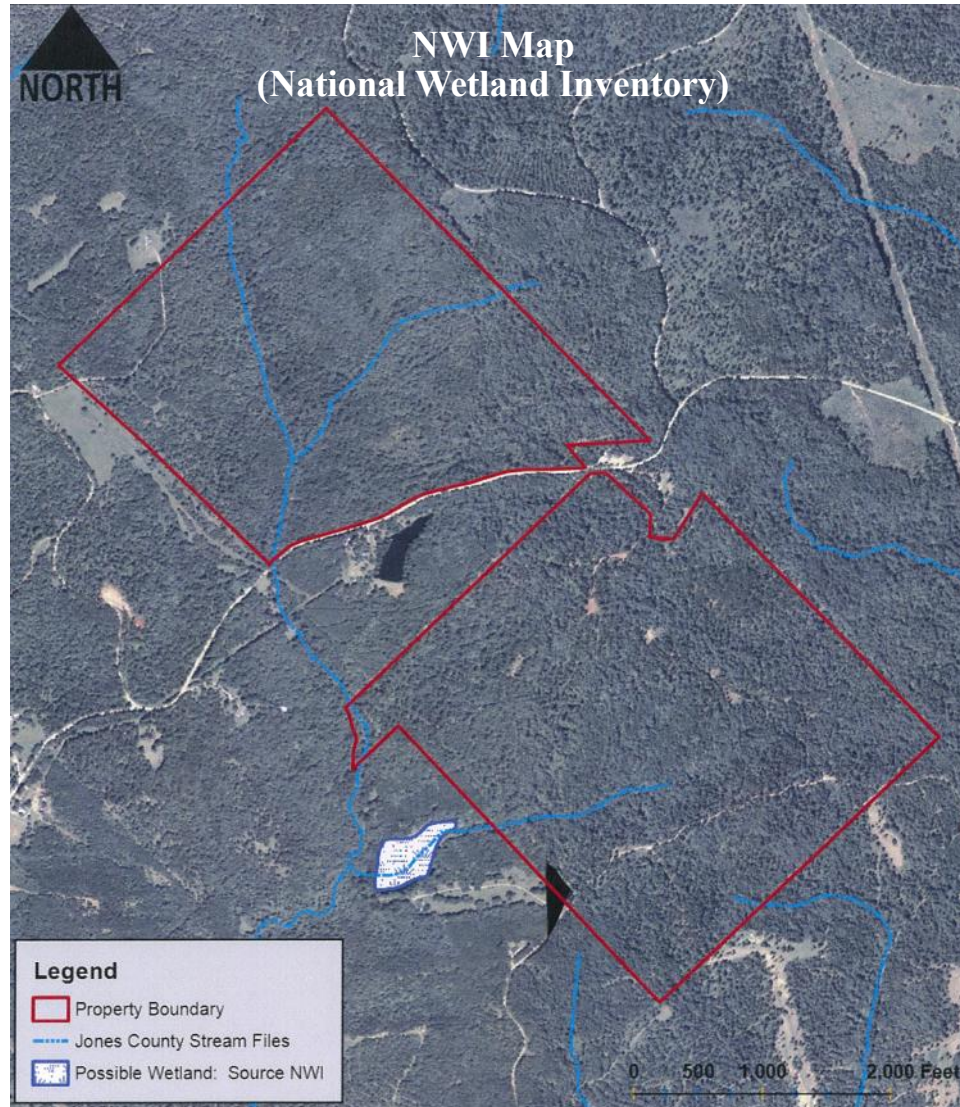 NWI Map
(National Wetland Inventory)
NORTH
Legend
Property Boundary
Jones County Stream Files
Possible Wetland: Source NWI
0 500 1,000 2,000 Feet